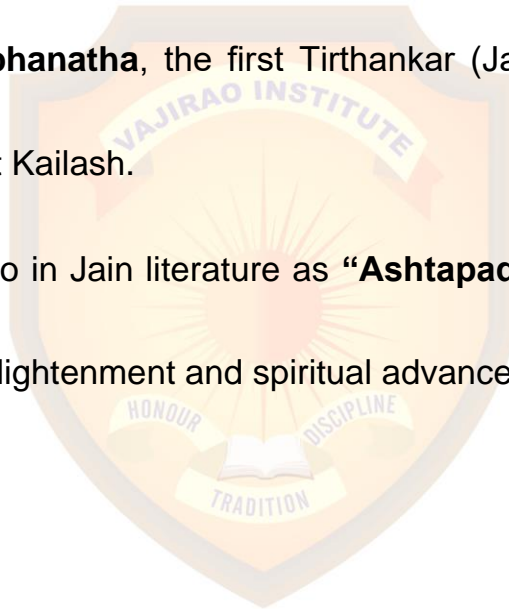 phanatha, the first Tirthankar (Ja
VAJIRAO INSTITUTE
t Kailash.
o in Jain literature as “Ashtapad
lightenment and spiritual advance
HONOUR
DISCIPLINE
TRADITION